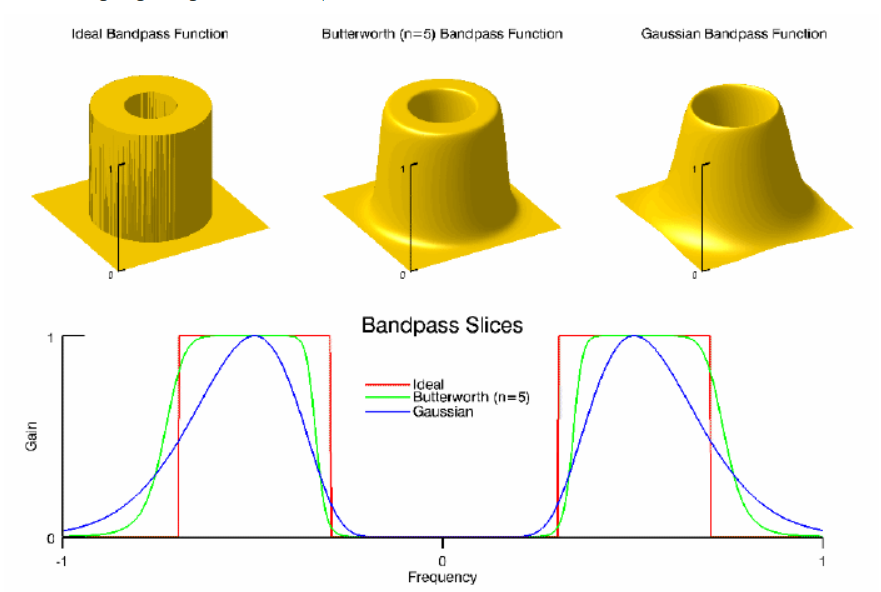 Ideal Bandpass Function
Butterworth (n=5) Bandpass Function
Gaussian Bandpass Function
1
0
1
0
1
0
Bandpass Slices
1
Ideal
Butterworth (n=5)
Gaussian
Gain
0
-1
0
1
Frequency